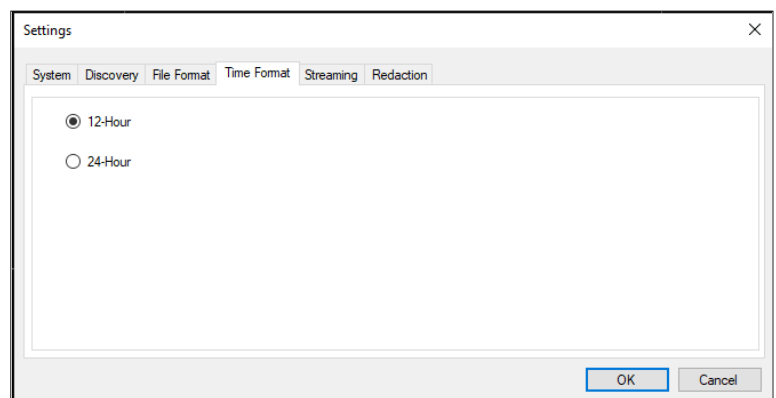 Settings
System Discovery File Format Time Format Streaming Redaction
12-Hour
24-Hour
OK Cancel